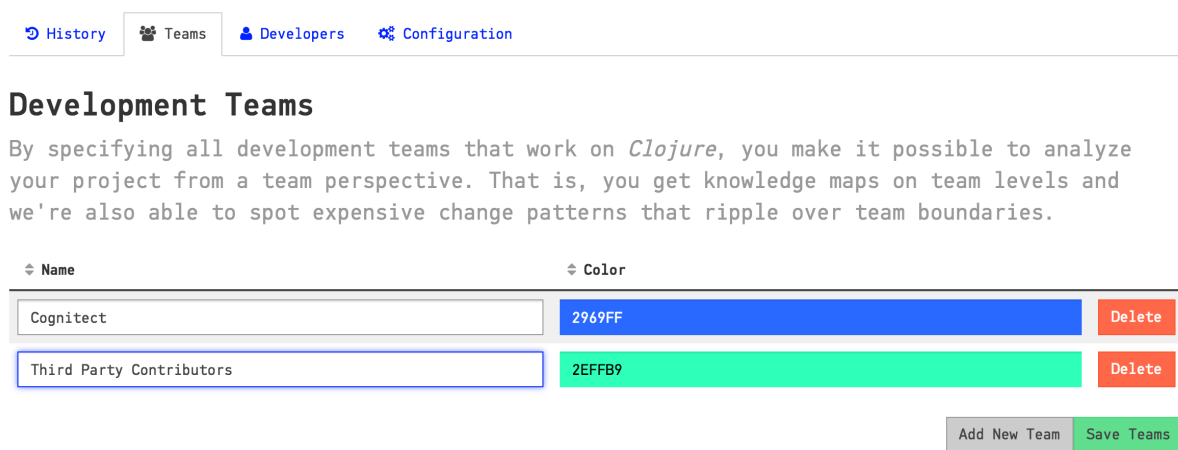 History Teams Developers Configuration
Development Teams
By specifying all development teams that work on Clojure, you make it possible to analyze
your project from a team perspective. That is, you get knowledge maps on team levels and
we're also able to spot expensive change patterns that ripple over team boundaries.
Name Color
Cognitect 2969FF Delete
Third Party Contributors 2EFFB9 Delete
Add New Team Save Teams